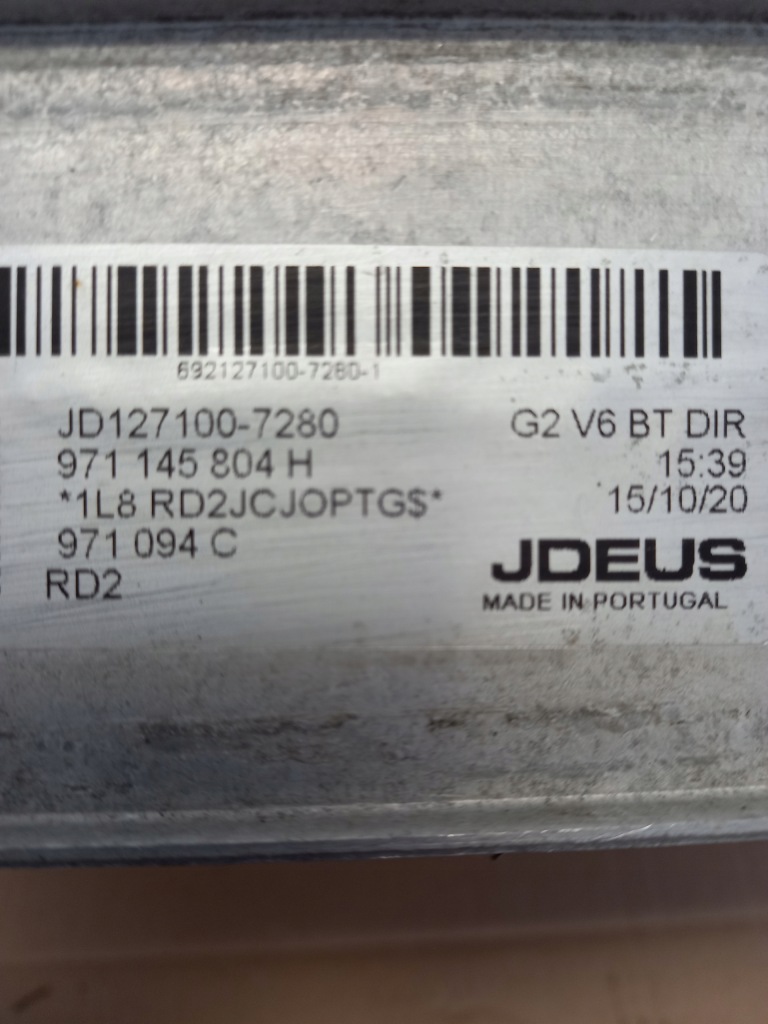 692127100-7280-1
JD127100-7280
G2 V6 BT DIR
971 145 804 H
15:39
*1L8 RD2JCJOPTG$*
15/10/20
971 094 C
JDEUS
RD2
MADE IN PORTUGAL